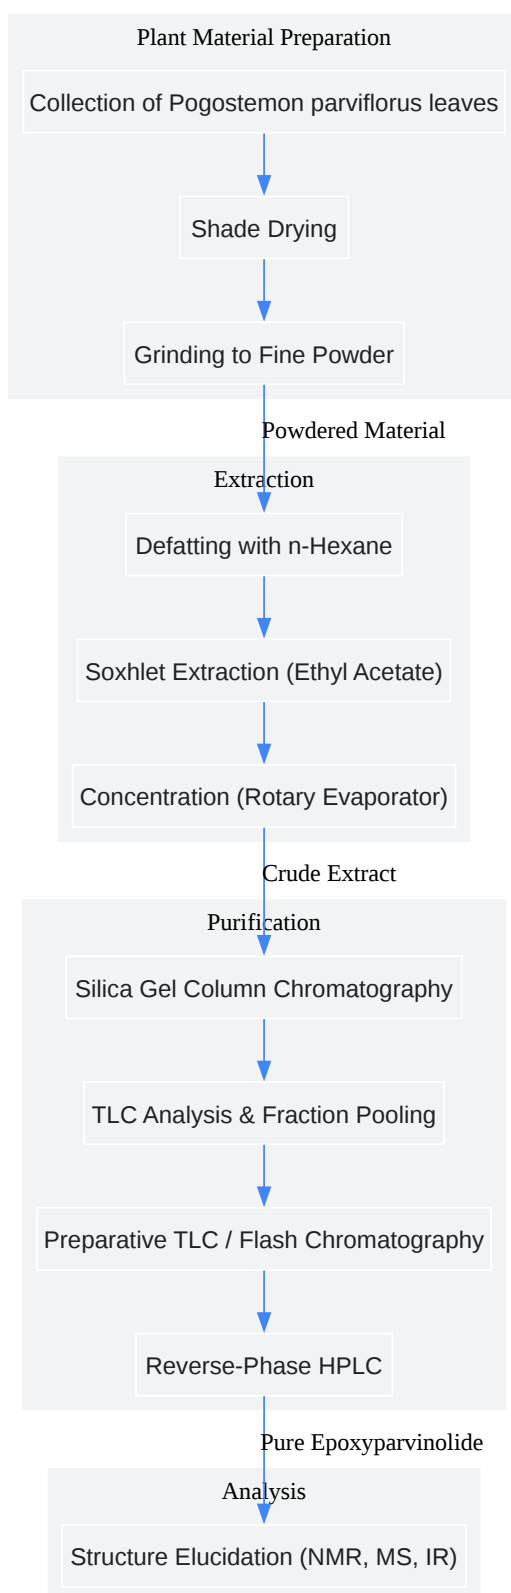 Plant Material Preparation
Collection of Pogostemon parviflorus leaves
Shade Drying
Grinding to Fine Powder
Powdered Material
Extraction
Defatting with n-Hexane
Soxhlet Extraction (Ethyl Acetate)
Concentration (Rotary Evaporator)
Crude Extract
Purification
Silica Gel Column Chromatography
TLC Analysis & Fraction Pooling
Preparative TLC / Flash Chromatography
Reverse-Phase HPLC
Pure Epoxyparvinolide
Analysis
Structure Elucidation (NMR, MS, IR)